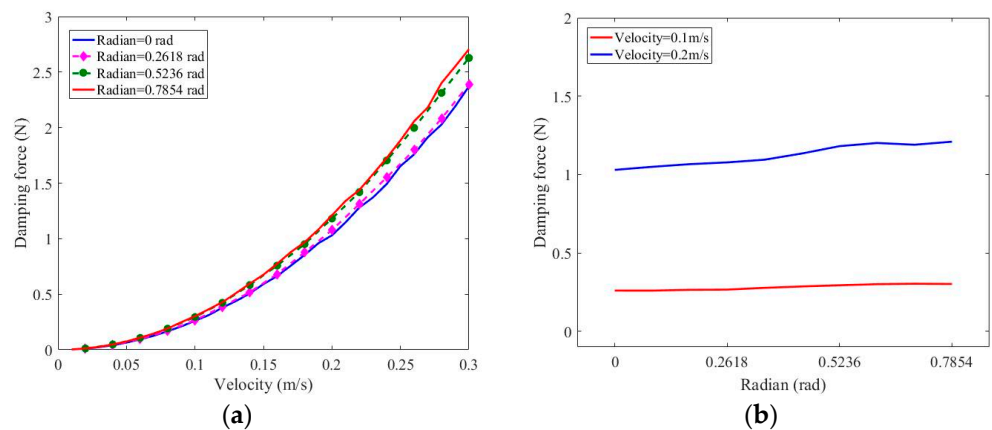 3
2.5
2
1.5
1
0.5
0
Damping force (N)
Radian=0 rad
Radian=0.2618 rad
Radian=0.5236 rad
Radian=0.7854 rad
0 0.05 0.1 0.15 0.2 0.25 0.3
Velocity (m/s)
(a)
2
1.5
1
0.5
0
Damping force (N)
Velocity=0.1m/s
Velocity=0.2m/s
0 0.2618 0.5236 0.7854
Radian (rad)
(b)